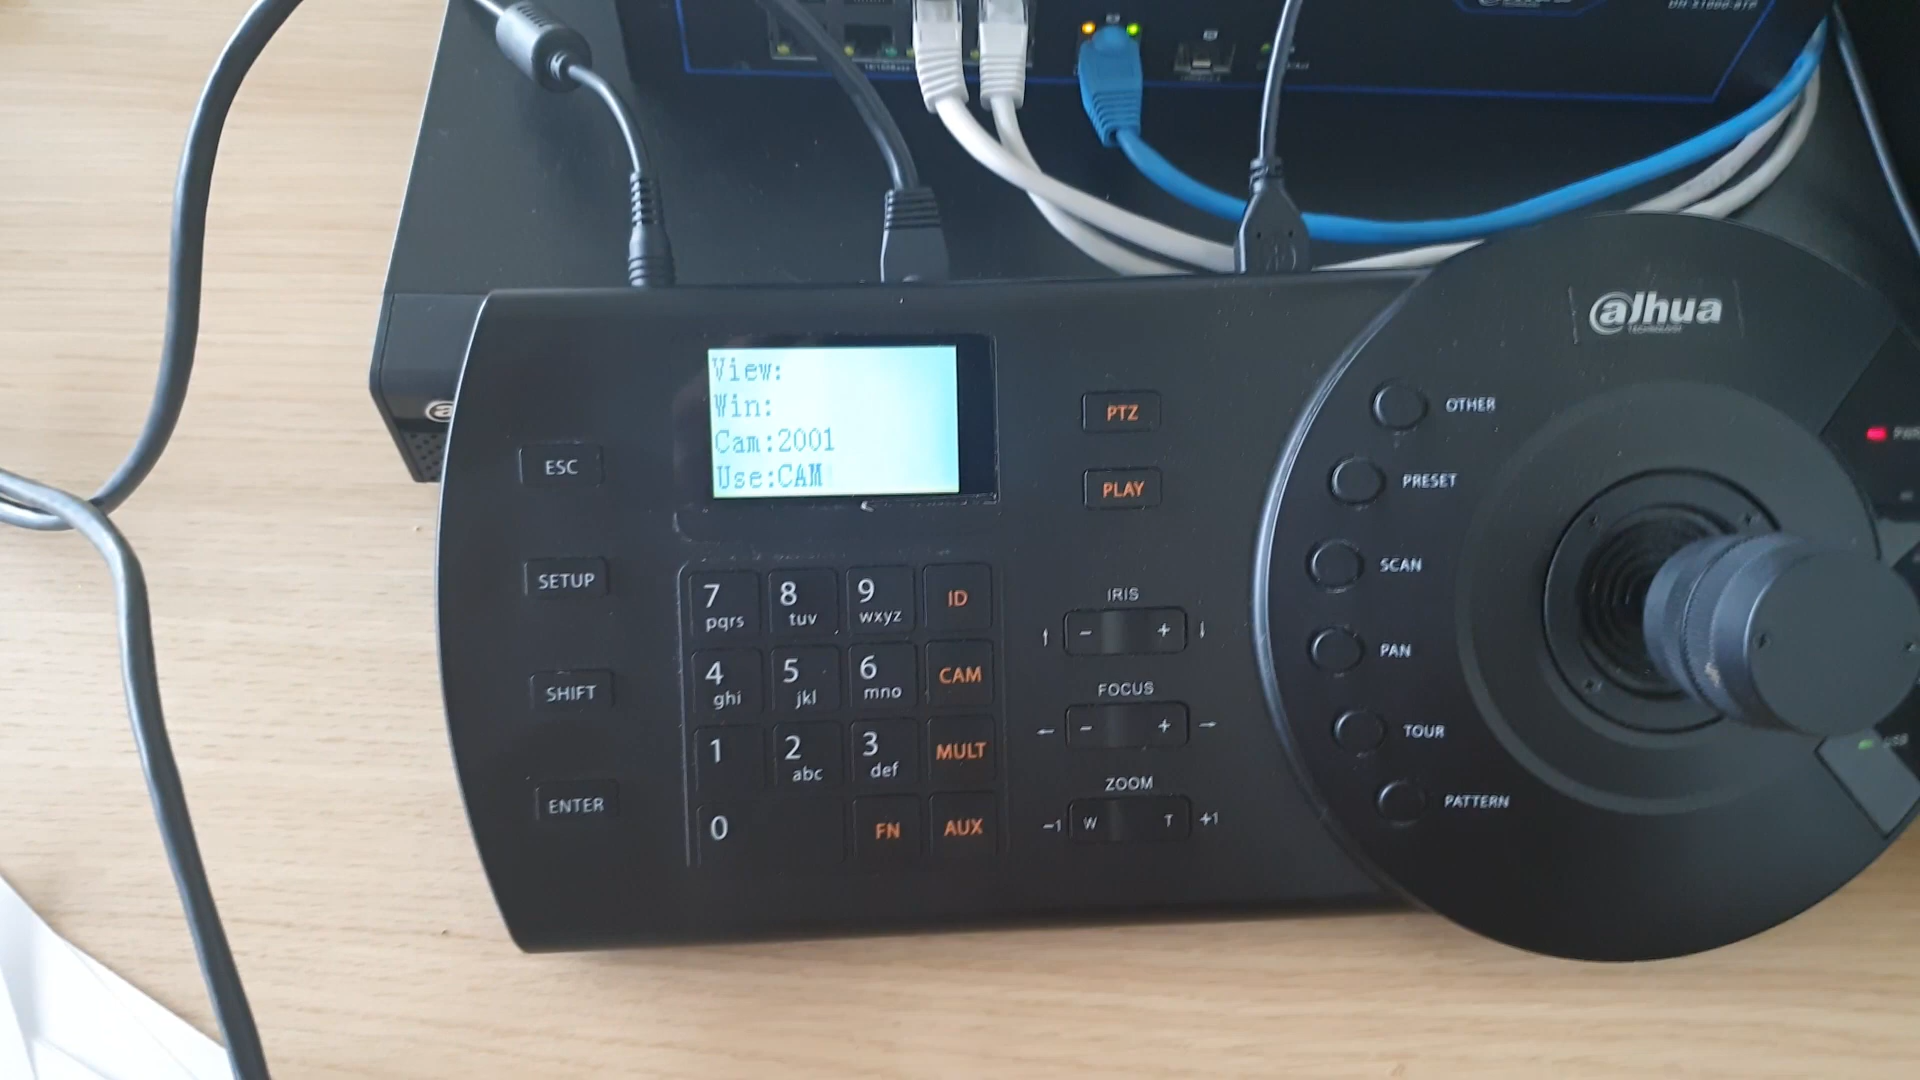 alhua
TECHNOLOGY
View:
Win:
Cam:2001
Use:CAM
ESC
SETUP
SHIFT
ENTER
7 8 9 ID
pqrs tuv wxyz
4 5 6 CAM
ghi jkl mno
1 2 3 MULT
abc def
0 FN AUX
PTZ
PLAY
IRIS
- +
FOCUS
← - + →
ZOOM
-1 W T +1
OTHER
PRESET
SCAN
PAN
TOUR
PATTERN